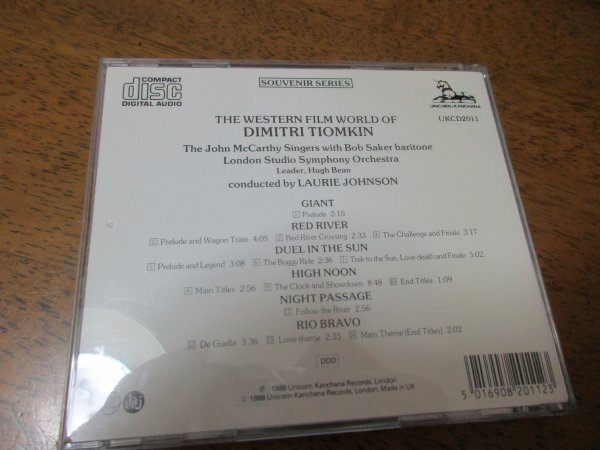 COMPACT
disc
DIGITAL AUDIO
SOUVENIR SERIES
UNICORN-KANCHANA
UKCD2011
THE WESTERN FILM WORLD OF
DIMITRI TIOMKIN
The John McCarthy Singers with Bob Saker baritone
London Studio Symphony Orchestra
Leader, Hugh Bean
conducted by LAURIE JOHNSON
GIANT
1 Prelude 2:15
RED RIVER
2 Prelude and Wagon Train 4:05 3 Red River Crossing 2:33 4 The Challenge and Finale 3:17
DUEL IN THE SUN
5 Prelude and Legend 3:08 6 The Buggy Ride 2:36 7 Trek to the Sun, Love-death and Finale 5:02
HIGH NOON
8 Main Titles 2:56 9 The Clock and Showdown 8:48 10 End Titles 1:09
NIGHT PASSAGE
11 Follow the River 2:56
RIO BRAVO
12 De Guella 3:36 13 Love-theme 2:35 14 Main Theme (End Titles) 2:02
DDD
℗ 1988 Unicorn-Kanchana Records, London
© 1988 Unicorn-Kanchana Records, London. Made in UK
5 016908 201123